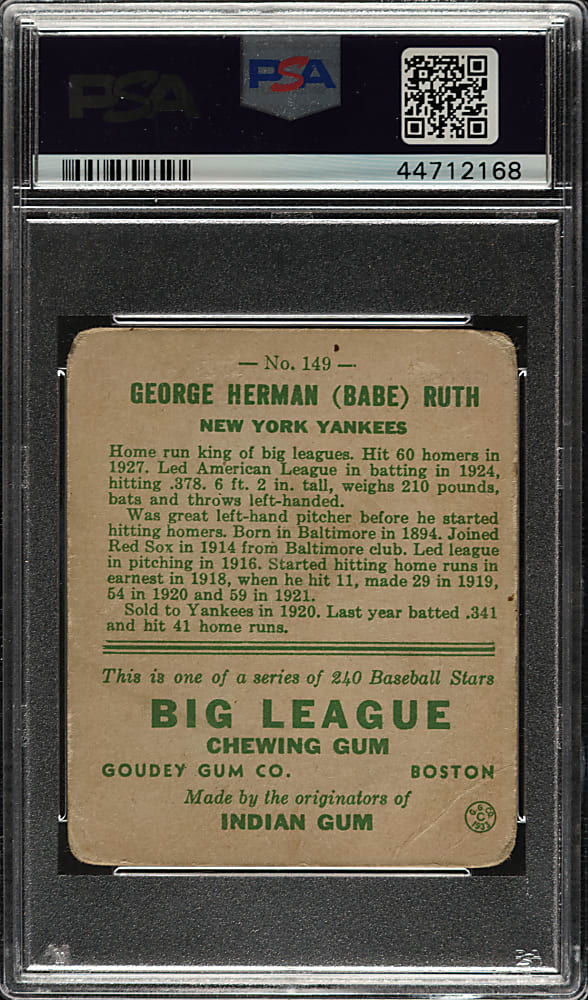 PSA
PSA
44712168
— No. 149 —
GEORGE HERMAN (BABE) RUTH
NEW YORK YANKEES
Home run king of big leagues. Hit 60 homers in
1927. Led American League in batting in 1924,
hitting .378. 6 ft. 2 in. tall, weighs 210 pounds,
bats and throws left-handed.
Was great left-hand pitcher before he started
hitting homers. Born in Baltimore in 1894. Joined
Red Sox in 1914 from Baltimore club. Led league
in pitching in 1916. Started hitting home runs in
earnest in 1918, when he hit 11, made 29 in 1919,
54 in 1920 and 59 in 1921.
Sold to Yankees in 1920. Last year batted .341
and hit 41 home runs.
This is one of a series of 240 Baseball Stars
BIG LEAGUE
CHEWING GUM
GOUDEY GUM CO. BOSTON
Made by the originators of
INDIAN GUM
G. G. CO.
C
1933
PSA